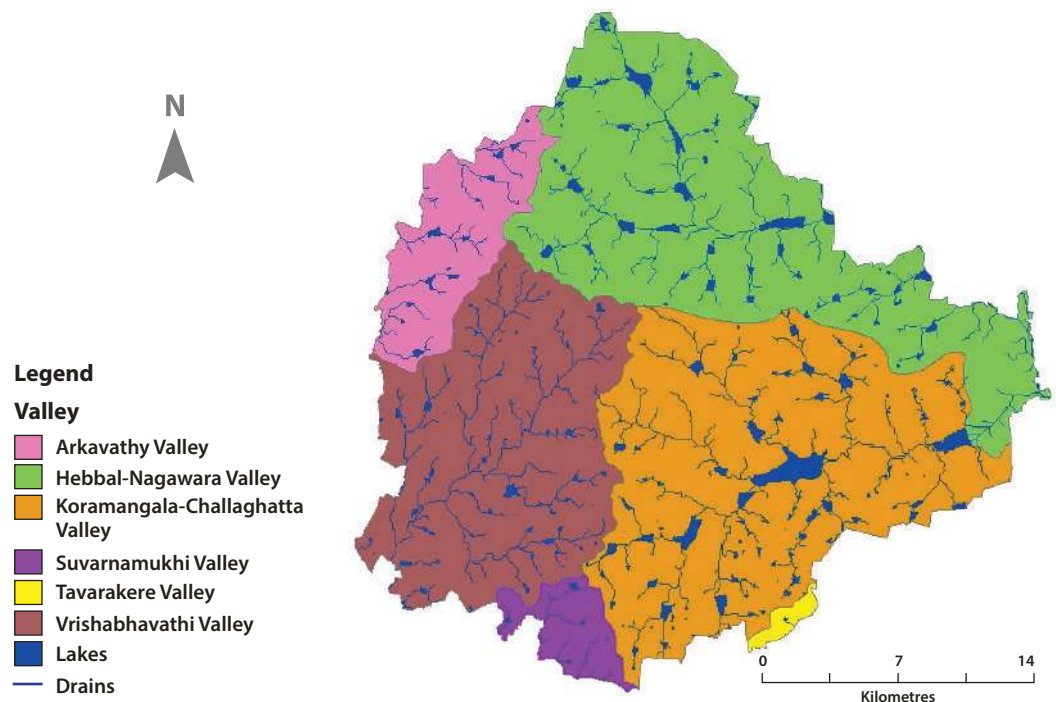 N
Legend
Valley
Arkavathy Valley
Hebbal-Nagawara Valley
Koramangala-Challaghatta
Valley
Suvarnamukhi Valley
Tavarakere Valley
Vrishabhavathi Valley
Lakes
Drains
0 7 14
Kilometres